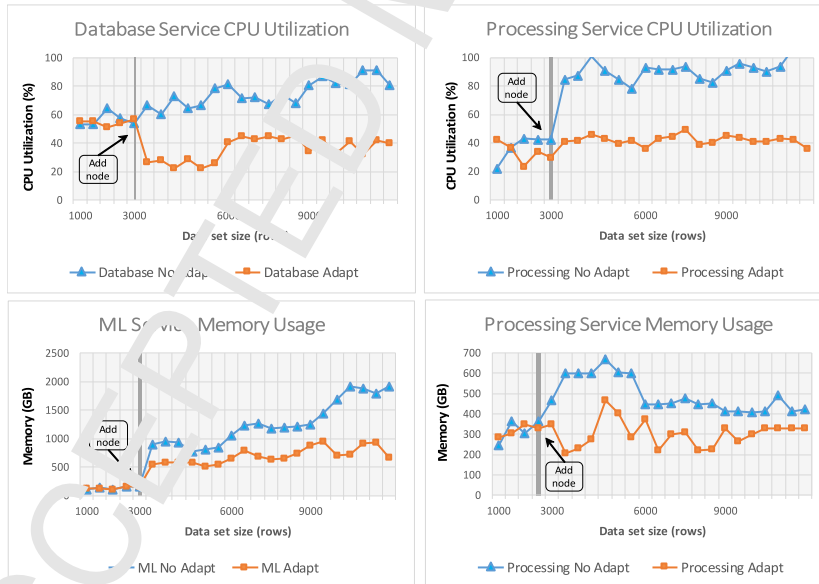 Database Service CPU Utilization
CPU Utilization (%)
100
80
60
40
20
0
Add
node
1000
3000
6000
Data set size
Database No Adapt
Database Adapt
Processing Service CPU Utilization
CPU Utilization (%)
100
80
60
40
20
0
Add
node
1000
3000
6000
9000
Data set size (rows)
Processing No Adapt
Processing Adapt
ML Service Memory Usage
Memory (GB)
2500
2000
1500
1000
500
0
Add
node
1000
3000
6000
9000
Data set size (rows)
ML No Adapt
ML Adapt
Processing Service Memory Usage
Memory (GB)
700
600
500
400
300
200
100
0
Add
node
1000
3000
6000
9000
Data set size (rows)
Processing No Adapt
Processing Adapt